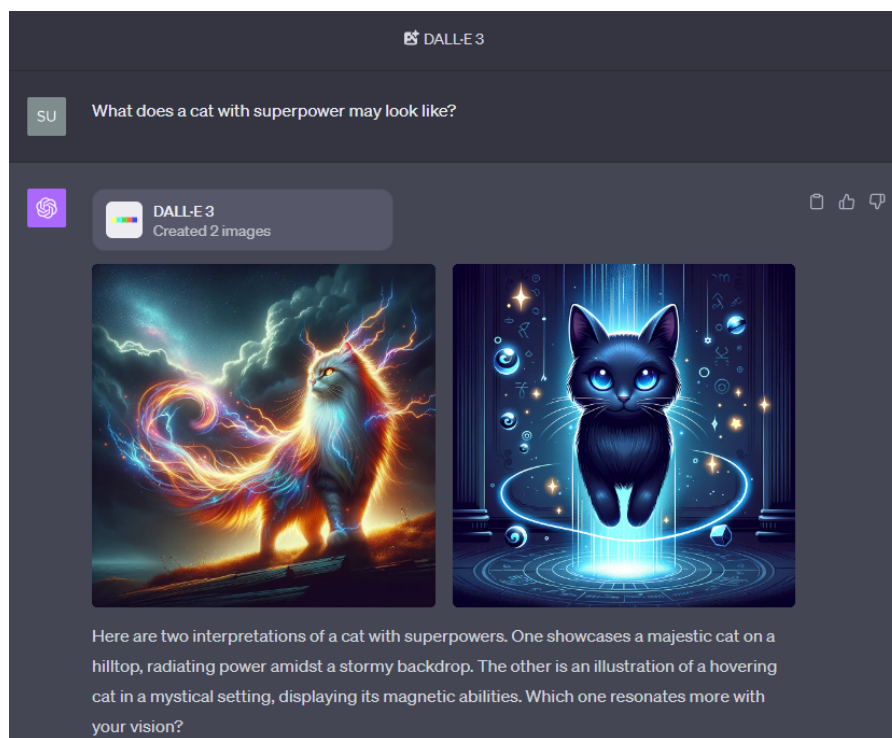 DALL·E 3
SU
What does a cat with superpower may look like?
DALL·E 3
Created 2 images
Here are two interpretations of a cat with superpowers. One showcases a majestic cat on a
hilltop, radiating power amidst a stormy backdrop. The other is an illustration of a hovering
cat in a mystical setting, displaying its magnetic abilities. Which one resonates more with
your vision?